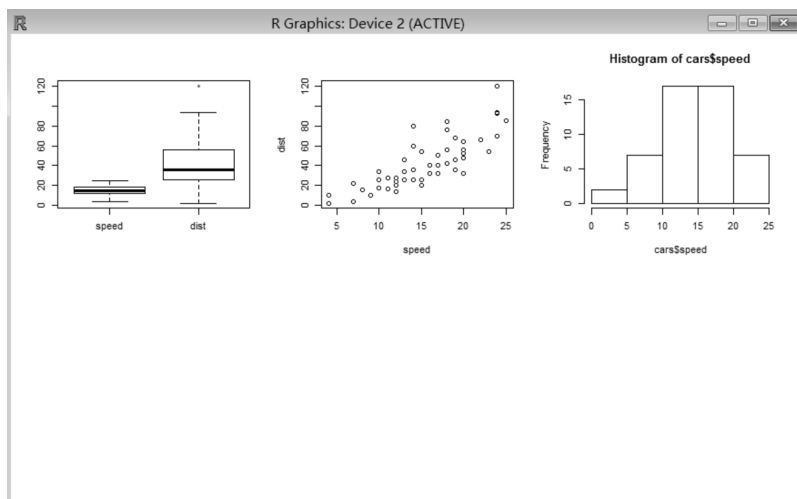 R Graphics: Device 2 (ACTIVE)
0 20 40 60 80 120
speed dist
dist
0 20 40 60 80 120
5 10 15 20 25
speed
Histogram of cars$speed
Frequency
0 5 10 15
0 5 10 15 20 25
cars$speed